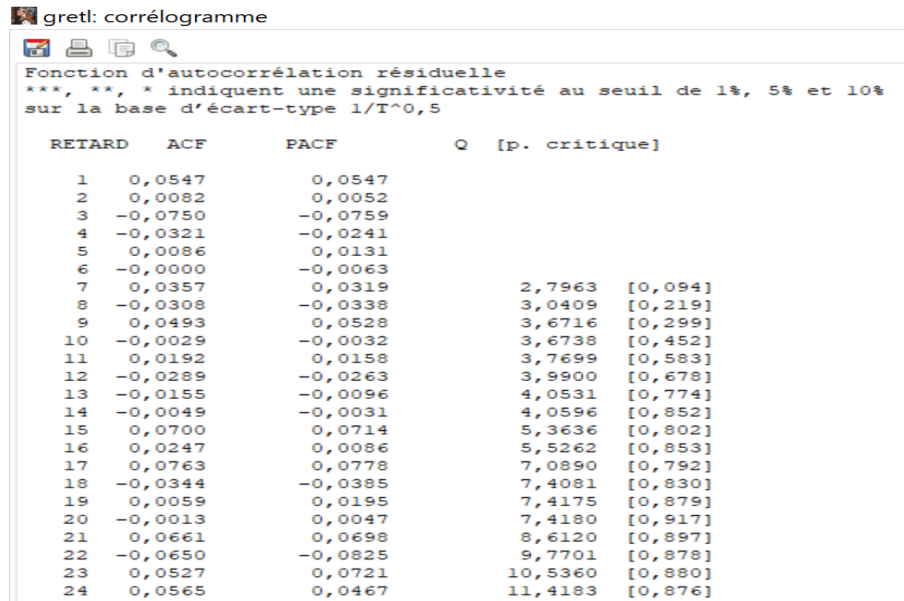 gretl: corrélogramme
Fonction d'autocorrélation résiduelle
***, **, * indiquent une significativité au seuil de 1%, 5% et 10%
sur la base d'écart-type 1/T^0,5
RETARD ACF PACF Q [p. critique]
1 0,0547 0,0547
2 0,0082 0,0052
3 -0,0750 -0,0759
4 -0,0321 -0,0241
5 0,0086 0,0131
6 -0,0000 -0,0063
7 0,0357 0,0319 2,7963 [0,094]
8 -0,0308 -0,0338 3,0409 [0,219]
9 0,0493 0,0528 3,6716 [0,299]
10 -0,0029 -0,0032 3,6738 [0,452]
11 0,0192 0,0158 3,7699 [0,583]
12 -0,0289 -0,0263 3,9900 [0,678]
13 -0,0155 -0,0096 4,0531 [0,774]
14 -0,0049 -0,0031 4,0596 [0,852]
15 0,0700 0,0714 5,3636 [0,802]
16 0,0247 0,0086 5,5262 [0,853]
17 0,0763 0,0778 7,0890 [0,792]
18 -0,0344 -0,0385 7,4081 [0,830]
19 0,0059 0,0195 7,4175 [0,879]
20 -0,0013 0,0047 7,4180 [0,917]
21 0,0661 0,0698 8,6120 [0,897]
22 -0,0650 -0,0825 9,7701 [0,878]
23 0,0527 0,0721 10,5360 [0,880]
24 0,0565 0,0467 11,4183 [0,876]